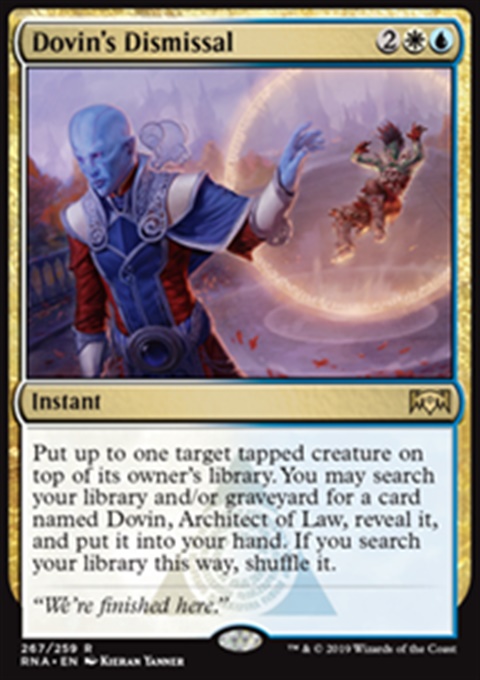 Dovin's Dismissal 2
Instant
Put up to one target tapped creature on
top of its owner's library. You may search
your library and/or graveyard for a card
named Dovin, Architect of Law, reveal it,
and put it into your hand. If you search
your library this way, shuffle it.
"We're finished here."
267/259 R
RNA • EN Kieran Yanner
™ & © 2019 Wizards of the Coast